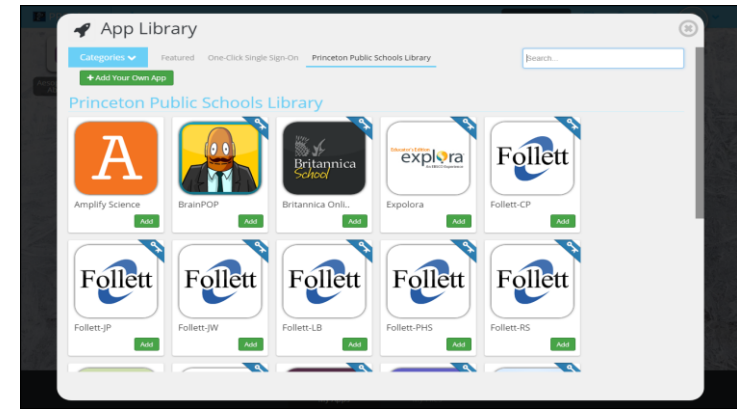 App Library
Categories Featured One-Click Single Sign-On Princeton Public Schools Library Search...
+ Add Your Own App
Princeton Public Schools Library
A
Britannica
School
Educator's Edition
explora
Follett
Amplify Science BrainPOP Britannica Onli.. Expolora Follett-CP
Add Add Add Add Add
Follett Follett Follett Follett Follett
Follett-JP Follett-JW Follett-LB Follett-PHS Follett-RS
Add Add Add Add Add